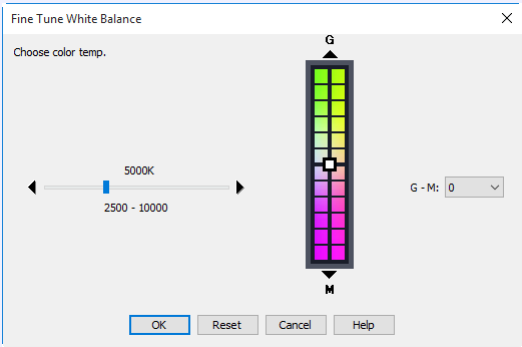 Fine Tune White Balance
Choose color temp.
G
5000K
2500 - 10000
G - M: 0
M
OK Reset Cancel Help